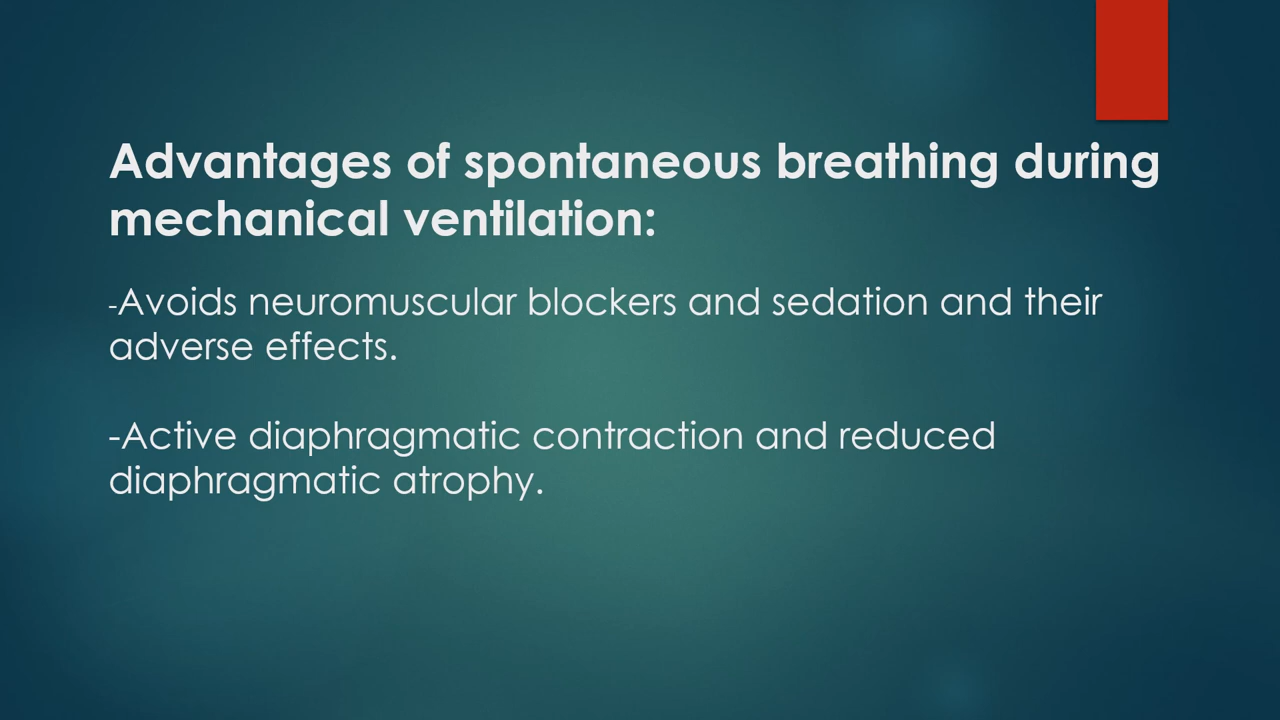 Advantages of spontaneous breathing during
mechanical ventilation:
-Avoids neuromuscular blockers and sedation and their
adverse effects.
-Active diaphragmatic contraction and reduced
diaphragmatic atrophy.